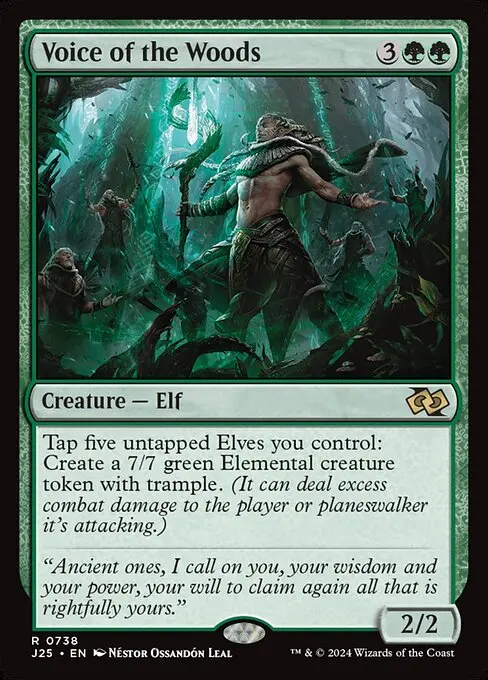 Voice of the Woods 3
Creature — Elf
Tap five untapped Elves you control:
Create a 7/7 green Elemental creature
token with trample. (It can deal excess
combat damage to the player or planeswalker
it's attacking.)
“Ancient ones, I call on you, your wisdom and
your power, your will to claim again all that is
rightfully yours.”
2/2
R 0738
J25 • EN Néstor Ossandón Leal ™ & © 2024 Wizards of the Coast